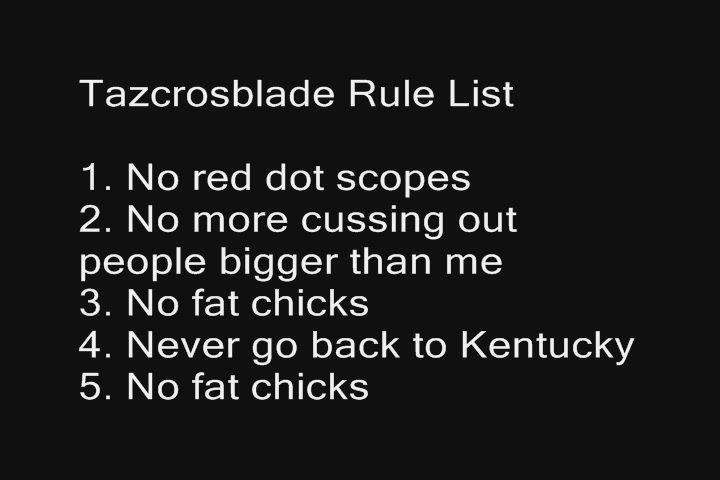 Tazcrosblade Rule List
1. No red dot scopes
2. No more cussing out
people bigger than me
3. No fat chicks
4. Never go back to Kentucky
5. No fat chicks